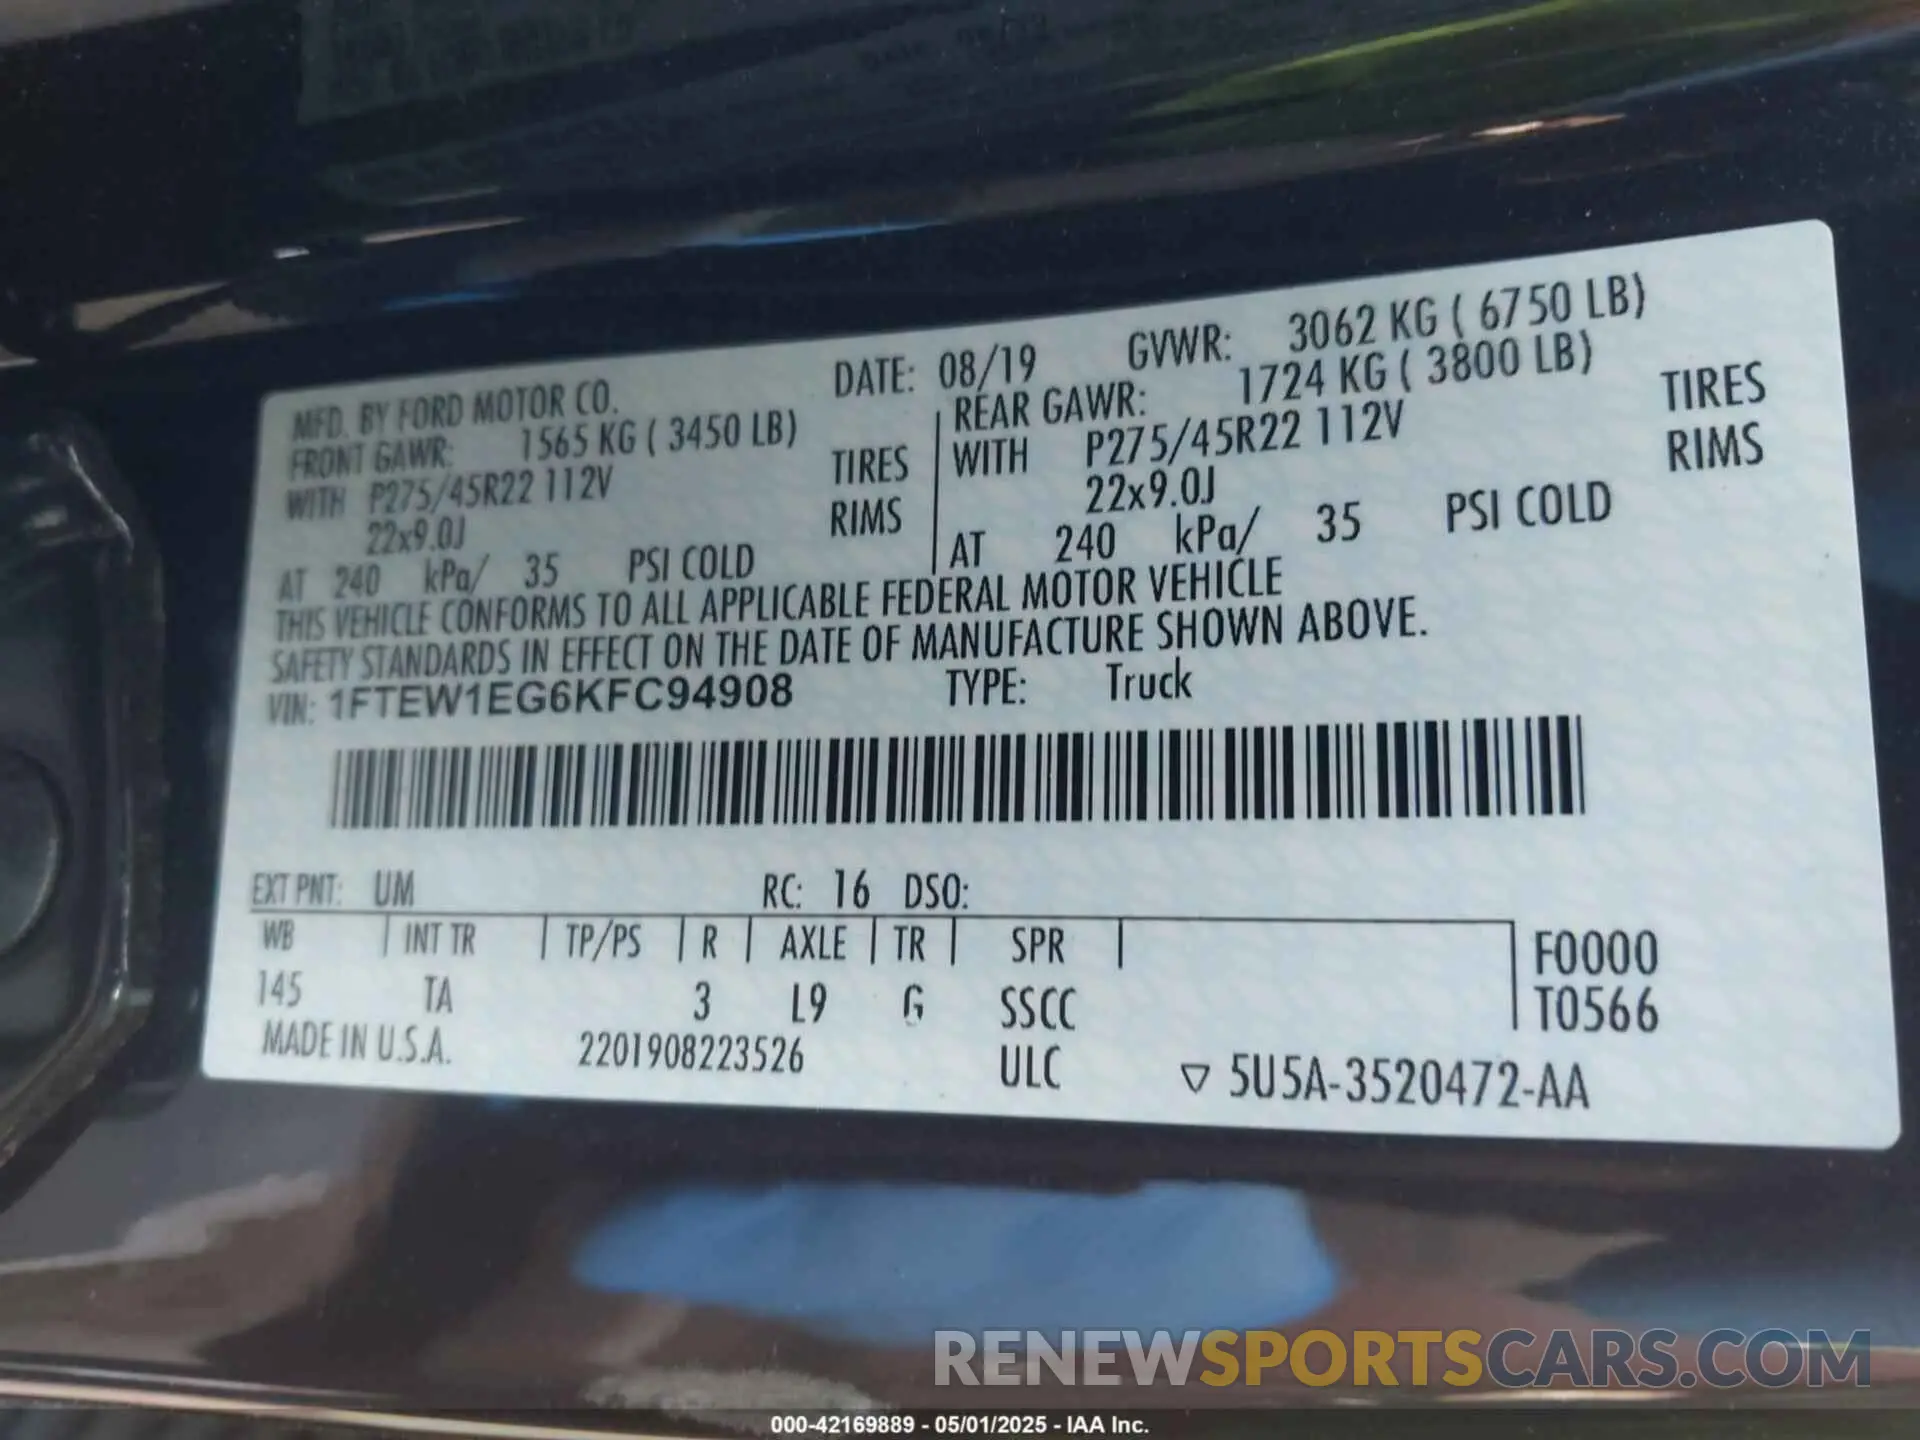 MFD. BY FORD MOTOR CO. DATE: 08/19 GVWR: 3062 KG ( 6750 LB)
FRONT GAWR: 1565 KG ( 3450 LB) REAR GAWR: 1724 KG ( 3800 LB)
WITH P275/45R22 112V TIRES WITH P275/45R22 112V TIRES
22x9.0J RIMS 22x9.0J RIMS
AT 240 kPa/ 35 PSI COLD AT 240 kPa/ 35 PSI COLD
THIS VEHICLE CONFORMS TO ALL APPLICABLE FEDERAL MOTOR VEHICLE
SAFETY STANDARDS IN EFFECT ON THE DATE OF MANUFACTURE SHOWN ABOVE.
VIN: 1FTEW1EG6KFC94908 TYPE: Truck
EXT PNT: UM RC: 16 DSO:
WB INT TR TP/PS R AXLE TR SPR F0000
145 TA 3 L9 G SSCC T0566
MADE IN U.S.A. 2201908223526 ULC ▽ 5U5A-3520472-AA
RENEWSPORTSCARS.COM
000-42169889 - 05/01/2025 - IAA Inc.